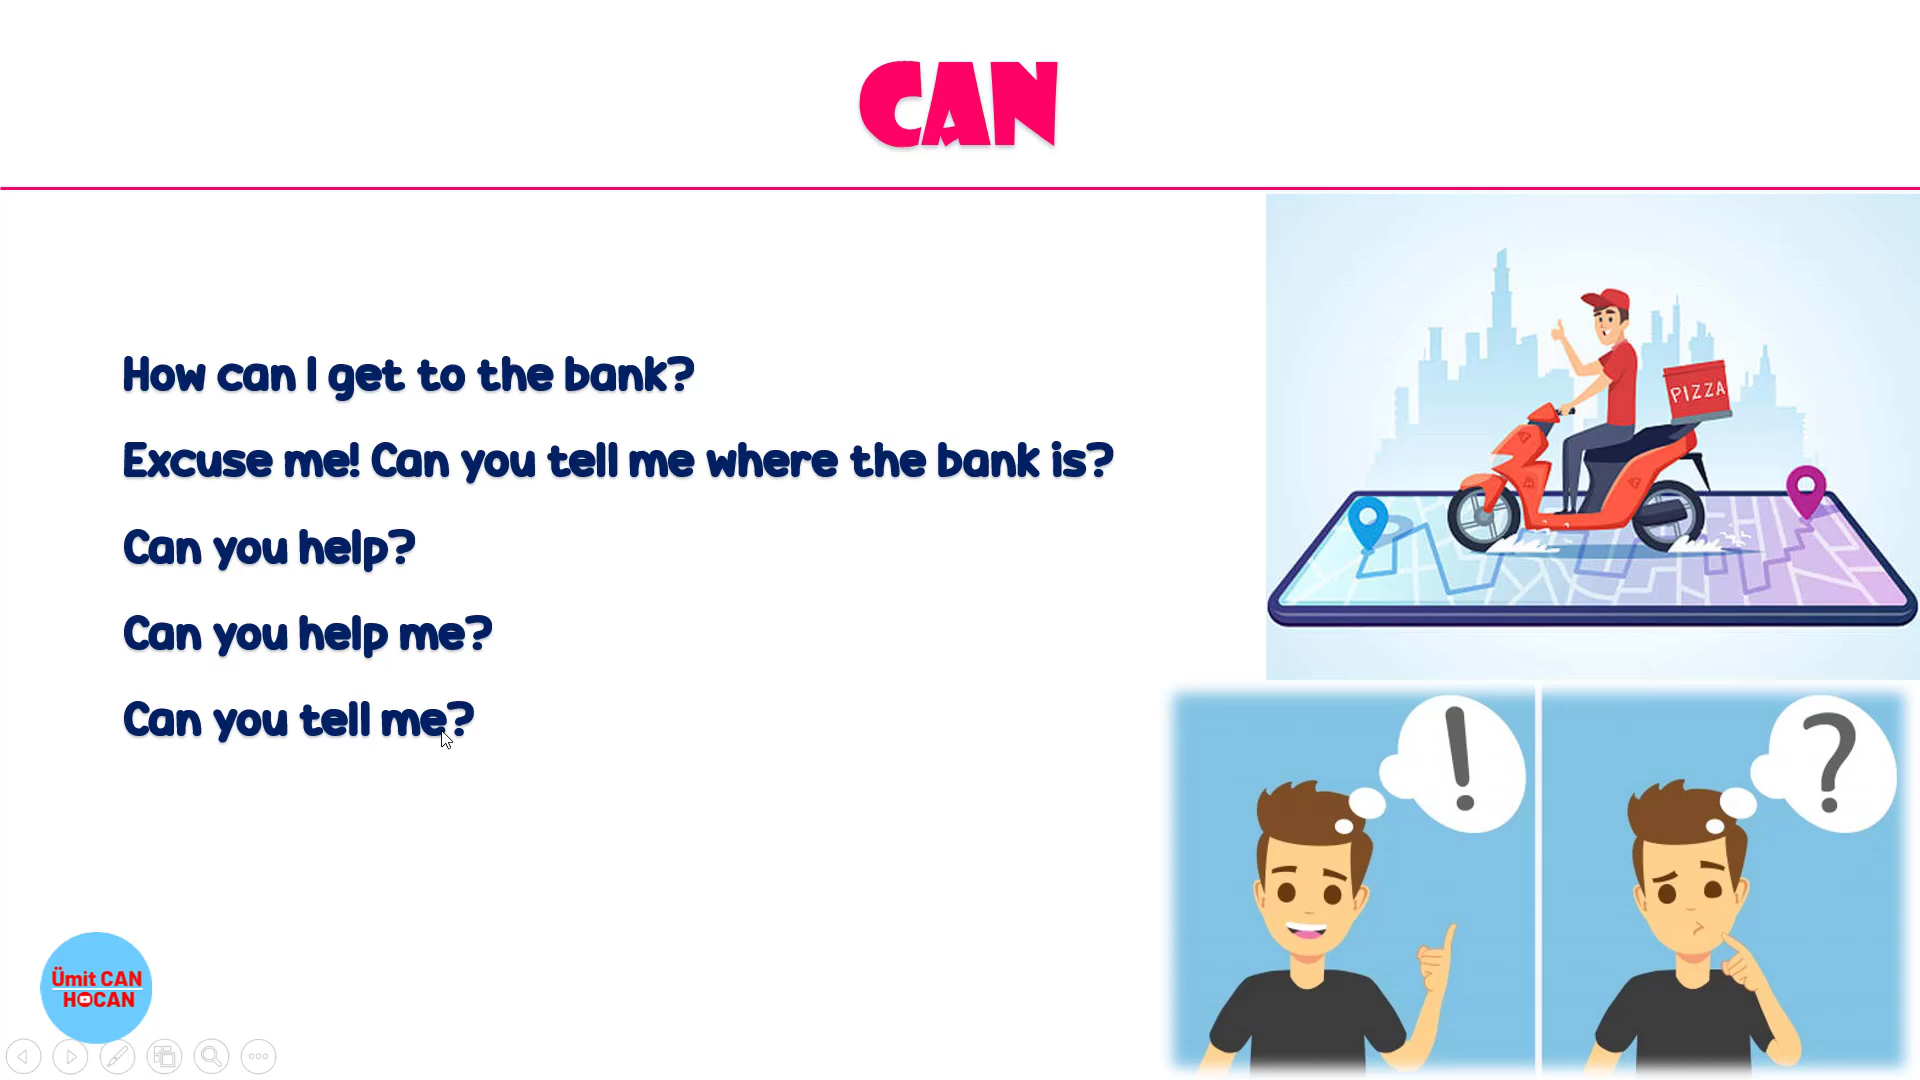 CAN
How can I get to the bank?
Excuse me! Can you tell me where the bank is?
Can you help?
Can you help me?
Can you tell me?
PIZZA
!
?
Ümit CAN
HOCAN